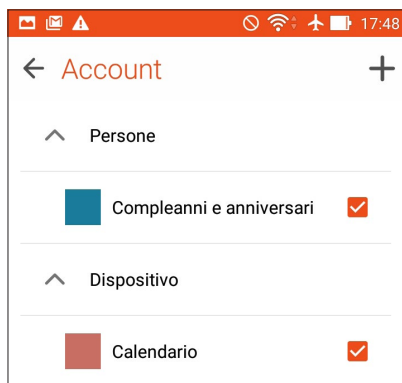 17:48
Account
Persone
Compleanni e anniversari
Dispositivo
Calendario